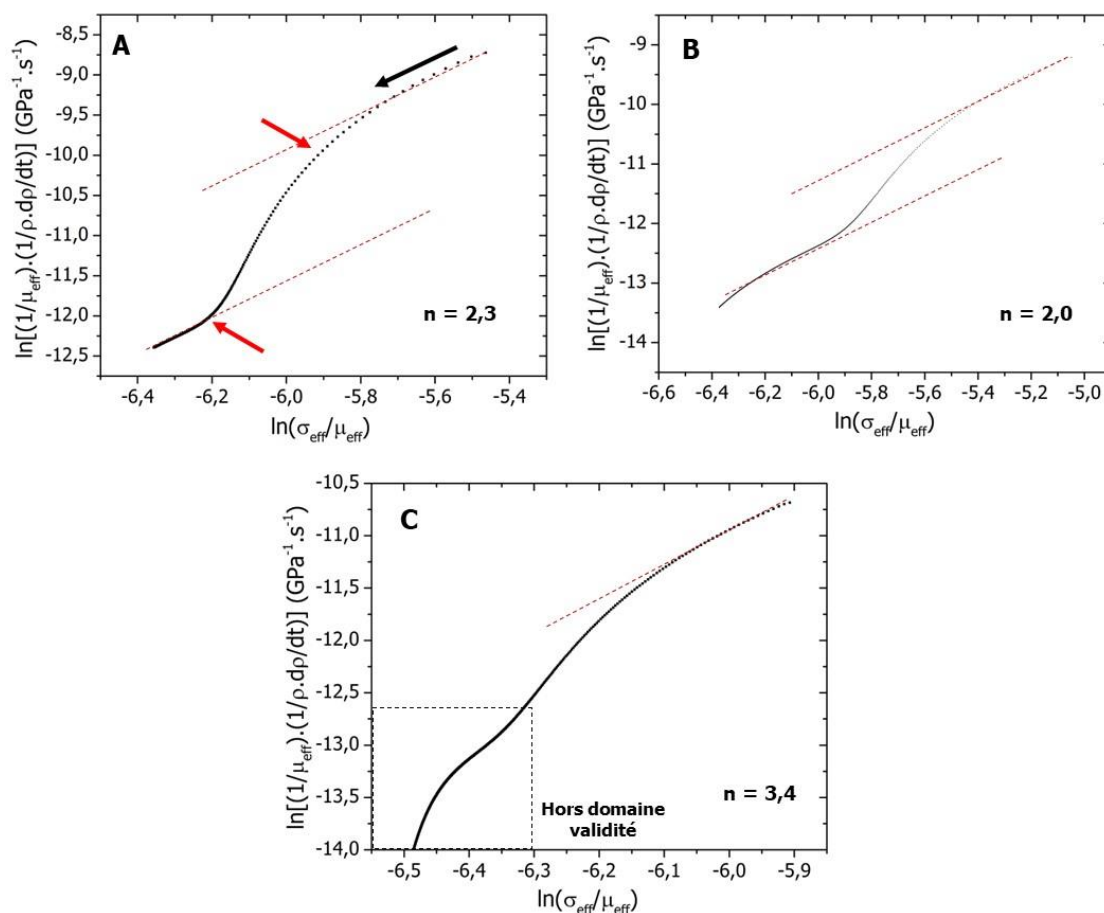 A
ln[(1/μeff).(1/ρ.dρ/dt)] (GPa-1.s-1)
-8,5
-9,0
-9,5
-10,0
-10,5
-11,0
-11,5
-12,0
-12,5
n = 2,3
-6,4 -6,2 -6,0 -5,8 -5,6 -5,4
ln(σeff/μeff)
B
ln[(1/μeff).(1/ρ.dρ/dt)] (GPa-1.s-1)
-9
-10
-11
-12
-13
-14
n = 2,0
-6,6 -6,4 -6,2 -6,0 -5,8 -5,6 -5,4 -5,2 -5,0
ln(σeff/μeff)
C
ln[(1/μeff).(1/ρ.dρ/dt)] (GPa-1.s-1)
-10,5
-11,0
-11,5
-12,0
-12,5
-13,0
-13,5
-14,0
Hors domaine
validité
n = 3,4
-6,5 -6,4 -6,3 -6,2 -6,1 -6,0 -5,9
ln(σeff/μeff)